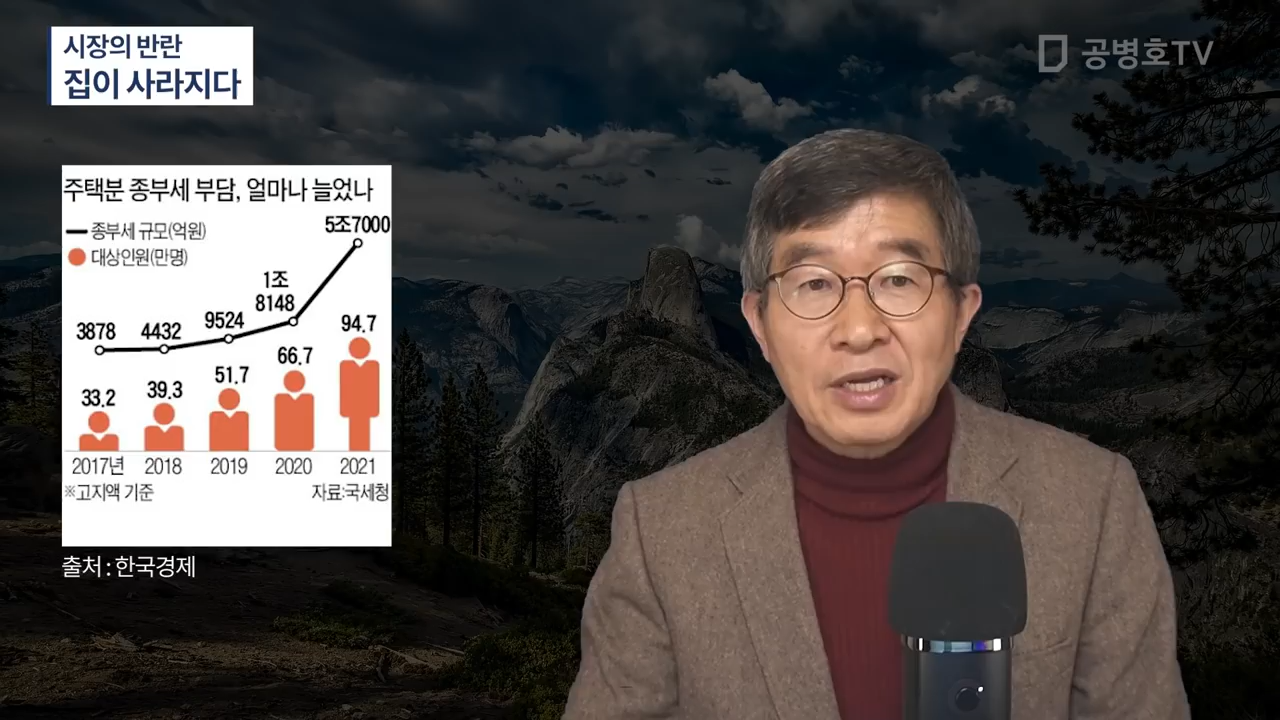 시장의 반란
집이 사라지다
공병호TV
주택분 종부세 부담, 얼마나 늘었나
종부세 규모(억원)
대상인원(만명)
5조7000
1조
8148
9524
4432
3878
94.7
66.7
51.7
39.3
33.2
2017년 2018 2019 2020 2021
※고지액 기준 자료:국세청
출처 : 한국경제